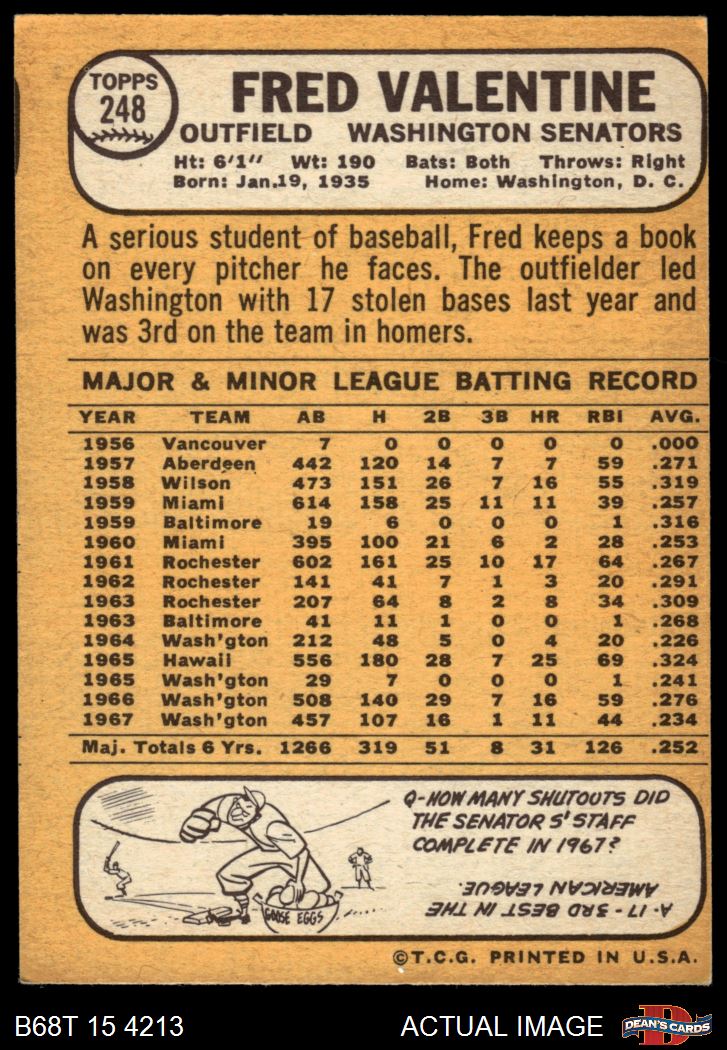 TOPPS
248
FRED VALENTINE
OUTFIELD WASHINGTON SENATORS
Ht: 6'1" Wt: 190 Bats: Both Throws: Right
Born: Jan.19, 1935 Home: Washington, D. C.
A serious student of baseball, Fred keeps a book
on every pitcher he faces. The outfielder led
Washington with 17 stolen bases last year and
was 3rd on the team in homers.
MAJOR & MINOR LEAGUE BATTING RECORD
YEAR TEAM AB H 2B 3B HR RBI AVG.
1956 Vancouver 7 0 0 0 0 0 .000
1957 Aberdeen 442 120 14 7 7 59 .271
1958 Wilson 473 151 26 7 16 55 .319
1959 Miami 614 158 25 11 11 39 .257
1959 Baltimore 19 6 0 0 0 1 .316
1960 Miami 395 100 21 6 2 28 .253
1961 Rochester 602 161 25 10 17 64 .267
1962 Rochester 141 41 7 1 3 20 .291
1963 Rochester 207 64 8 2 8 34 .309
1963 Baltimore 41 11 1 0 0 1 .268
1964 Wash'gton 212 48 5 0 4 20 .226
1965 Hawaii 556 180 28 7 25 69 .324
1965 Wash'gton 29 7 0 0 0 1 .241
1966 Wash'gton 508 140 29 7 16 59 .276
1967 Wash'gton 457 107 16 1 11 44 .234
Maj. Totals 6 Yrs. 1266 319 51 8 31 126 .252
Q-HOW MANY SHUTOUTS DID
THE SENATOR S' STAFF
COMPLETE IN 1967?
A-17 - 3RD BEST IN THE
AMERICAN LEAGUE.
GOOSE EGGS
©T.C.G. PRINTED IN U.S.A.
B68T 15 4213 ACTUAL IMAGE
D
DEAN'S CARDS